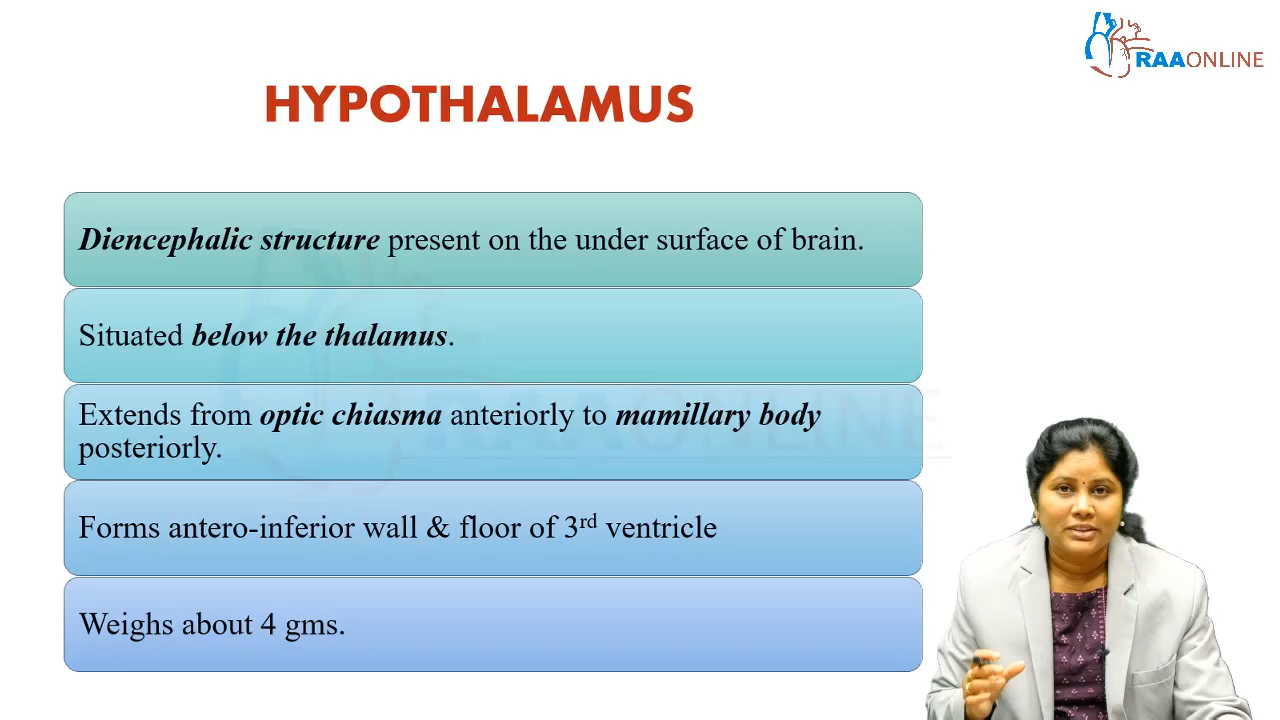 RAAONLINE
HYPOTHALAMUS
Diencephalic structure present on the under surface of brain.
Situated below the thalamus.
Extends from optic chiasma anteriorly to mamillary body
posteriorly.
Forms antero-inferior wall & floor of 3rd ventricle
Weighs about 4 gms.
RAAONLINE